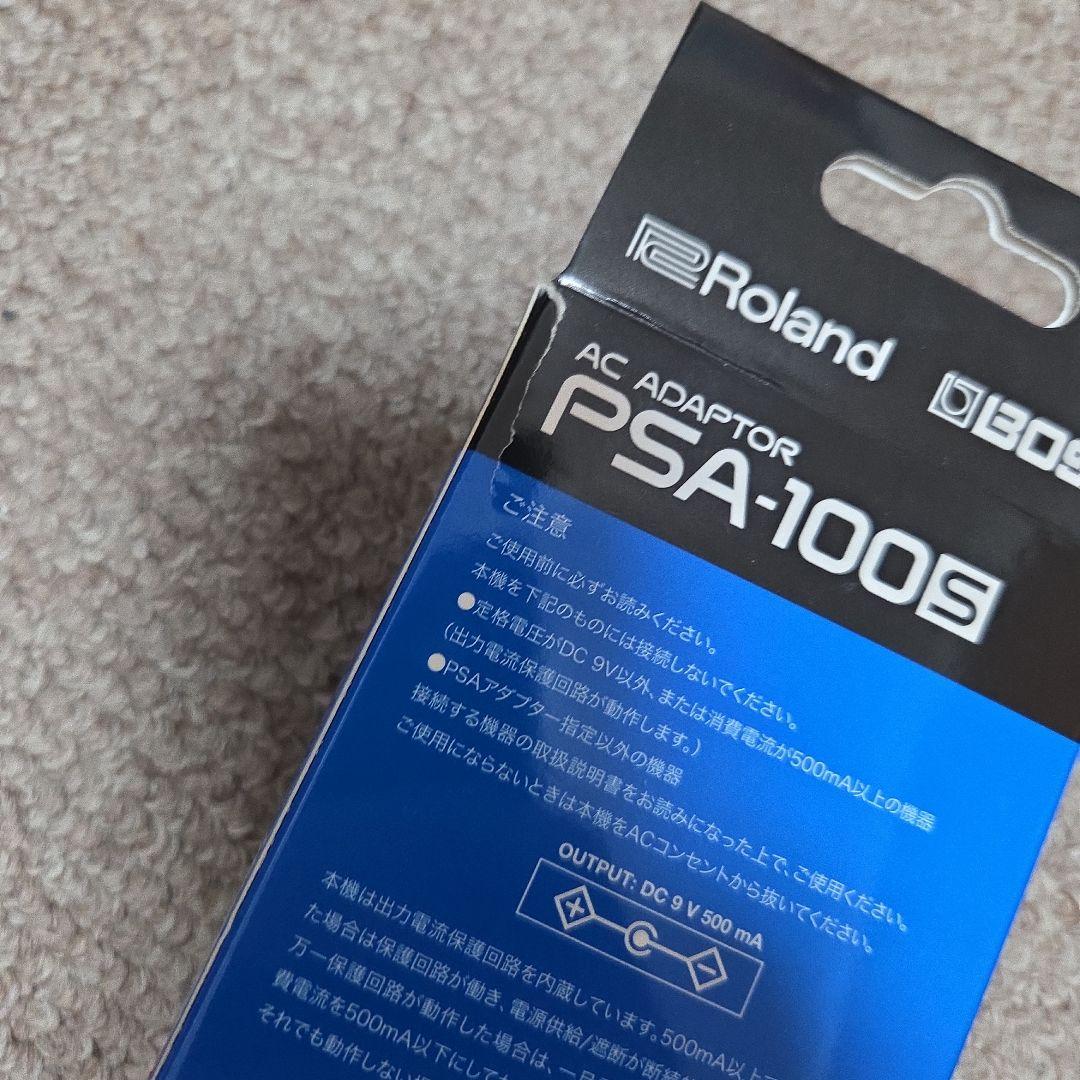 Roland
BOS
AC ADAPTOR
PSA-100S
ご注意
ご使用前に必ずお読みください。
本機を下記のものには接続しないでください。
●定格電圧がDC 9V以外、または消費電流が500mA以上の機器
(出力電流保護回路が動作します。)
●PSAアダプター指定以外の機器
接続する機器の取扱説明書をお読みになった上で、ご使用ください。
ご使用にならないときは本機をACコンセントから抜いてください。
OUTPUT: DC 9 V 500 mA
+
-
本機は出力電流保護回路を内蔵しています。500mA以上
た場合は保護回路が働き、電源供給/遮断が断続
万一保護回路が動作した場合は、一旦
費電流を500mA以下にして
それでも動作しない